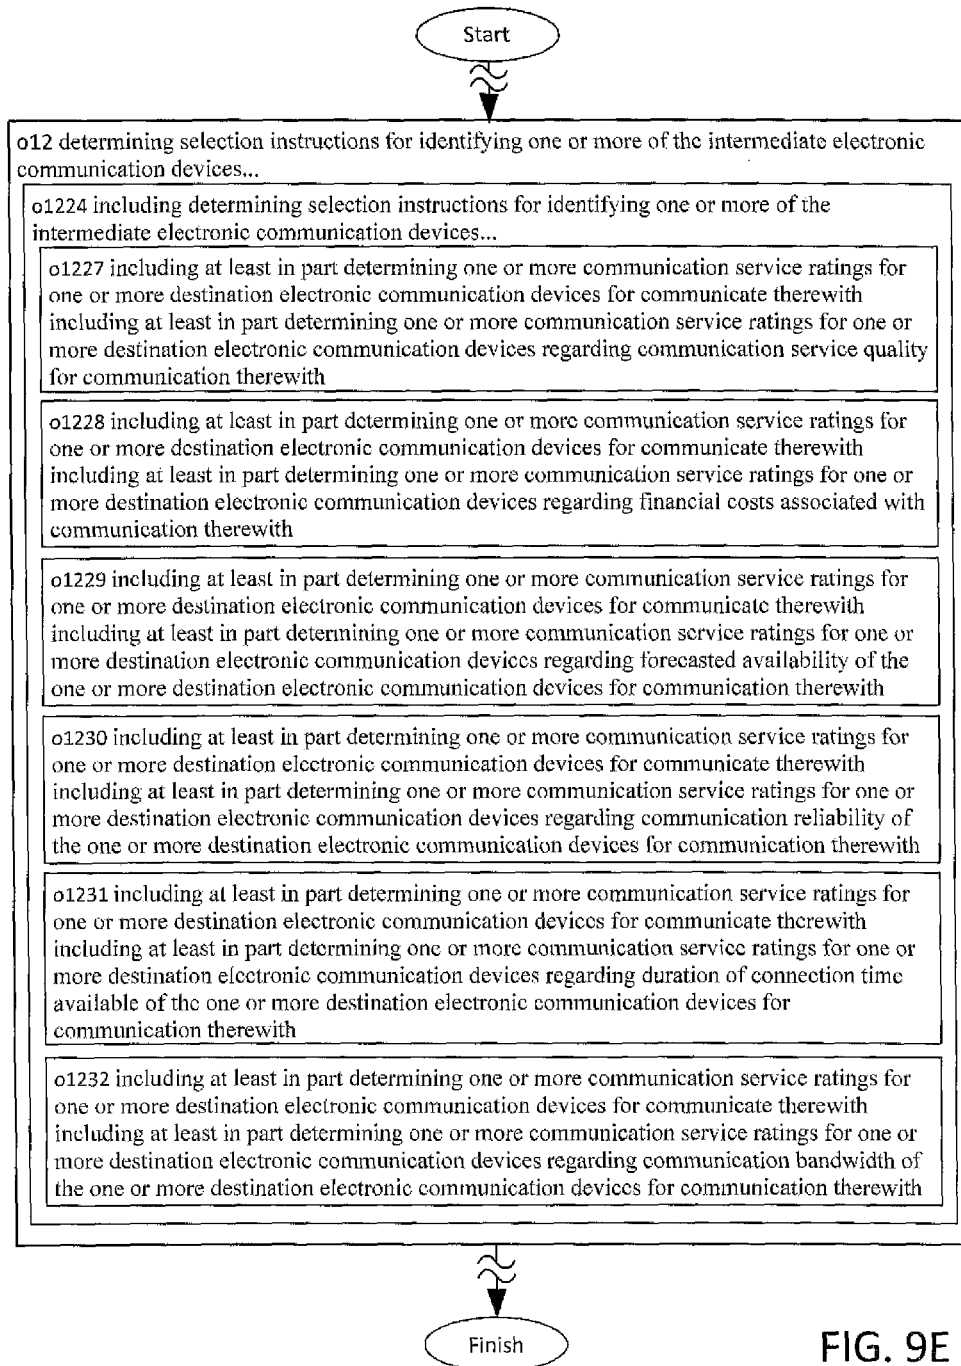 Start
o12 determining selection instructions for identifying one or more of the intermediate electronic
communication devices...
o1224 including determining selection instructions for identifying one or more of the
intermediate electronic communication devices...
o1227 including at least in part determining one or more communication service ratings for
one or more destination electronic communication devices for communicate therewith
including at least in part determining one or more communication service ratings for one or
more destination electronic communication devices regarding communication service quality
for communication therewith
o1228 including at least in part determining one or more communication service ratings for
one or more destination electronic communication devices for communicate therewith
including at least in part determining one or more communication service ratings for one or
more destination electronic communication devices regarding financial costs associated with
communication therewith
o1229 including at least in part determining one or more communication service ratings for
one or more destination electronic communication devices for communicate therewith
including at least in part determining one or more communication service ratings for one or
more destination electronic communication devices regarding forecasted availability of the
one or more destination electronic communication devices for communication therewith
o1230 including at least in part determining one or more communication service ratings for
one or more destination electronic communication devices for communicate therewith
including at least in part determining one or more communication service ratings for one or
more destination electronic communication devices regarding communication reliability of
the one or more destination electronic communication devices for communication therewith
o1231 including at least in part determining one or more communication service ratings for
one or more destination electronic communication devices for communicate therewith
including at least in part determining one or more communication service ratings for one or
more destination electronic communication devices regarding duration of connection time
available of the one or more destination electronic communication devices for
communication therewith
o1232 including at least in part determining one or more communication service ratings for
one or more destination electronic communication devices for communicate therewith
including at least in part determining one or more communication service ratings for one or
more destination electronic communication devices regarding communication bandwidth of
the one or more destination electronic communication devices for communication therewith
Finish
FIG. 9E